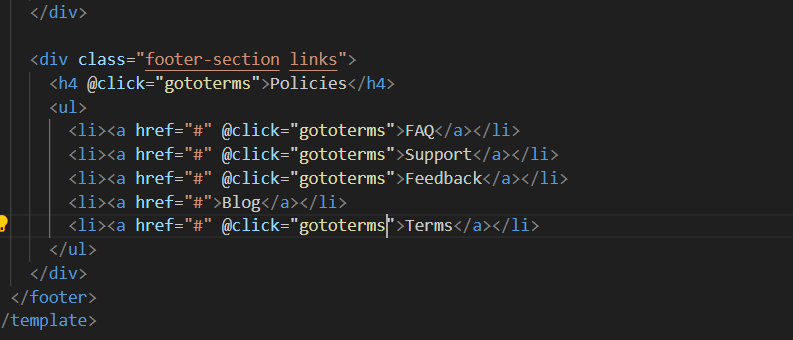 </div>
<div class="footer-section links">
<h4 @click="gototerms">Policies</h4>
<ul>
<li><a href="#" @click="gototerms">FAQ</a></li>
<li><a href="#" @click="gototerms">Support</a></li>
<li><a href="#" @click="gototerms">Feedback</a></li>
<li><a href="#">Blog</a></li>
<li><a href="#" @click="gototerms">Terms</a></li>
</ul>
</div>
</footer>
/template>